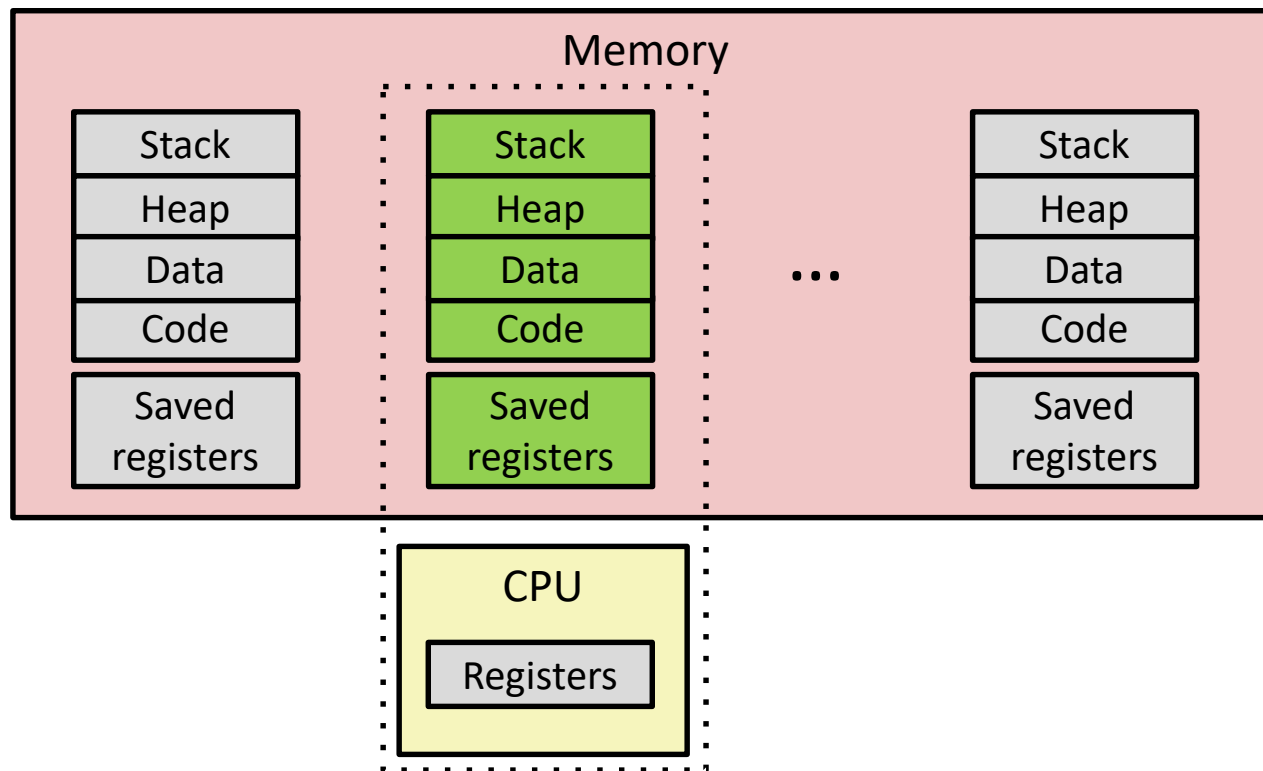 Memory
Stack
Heap
Data
Code
Saved
registers
Stack
Heap
Data
Code
Saved
registers
...
Stack
Heap
Data
Code
Saved
registers
CPU
Registers